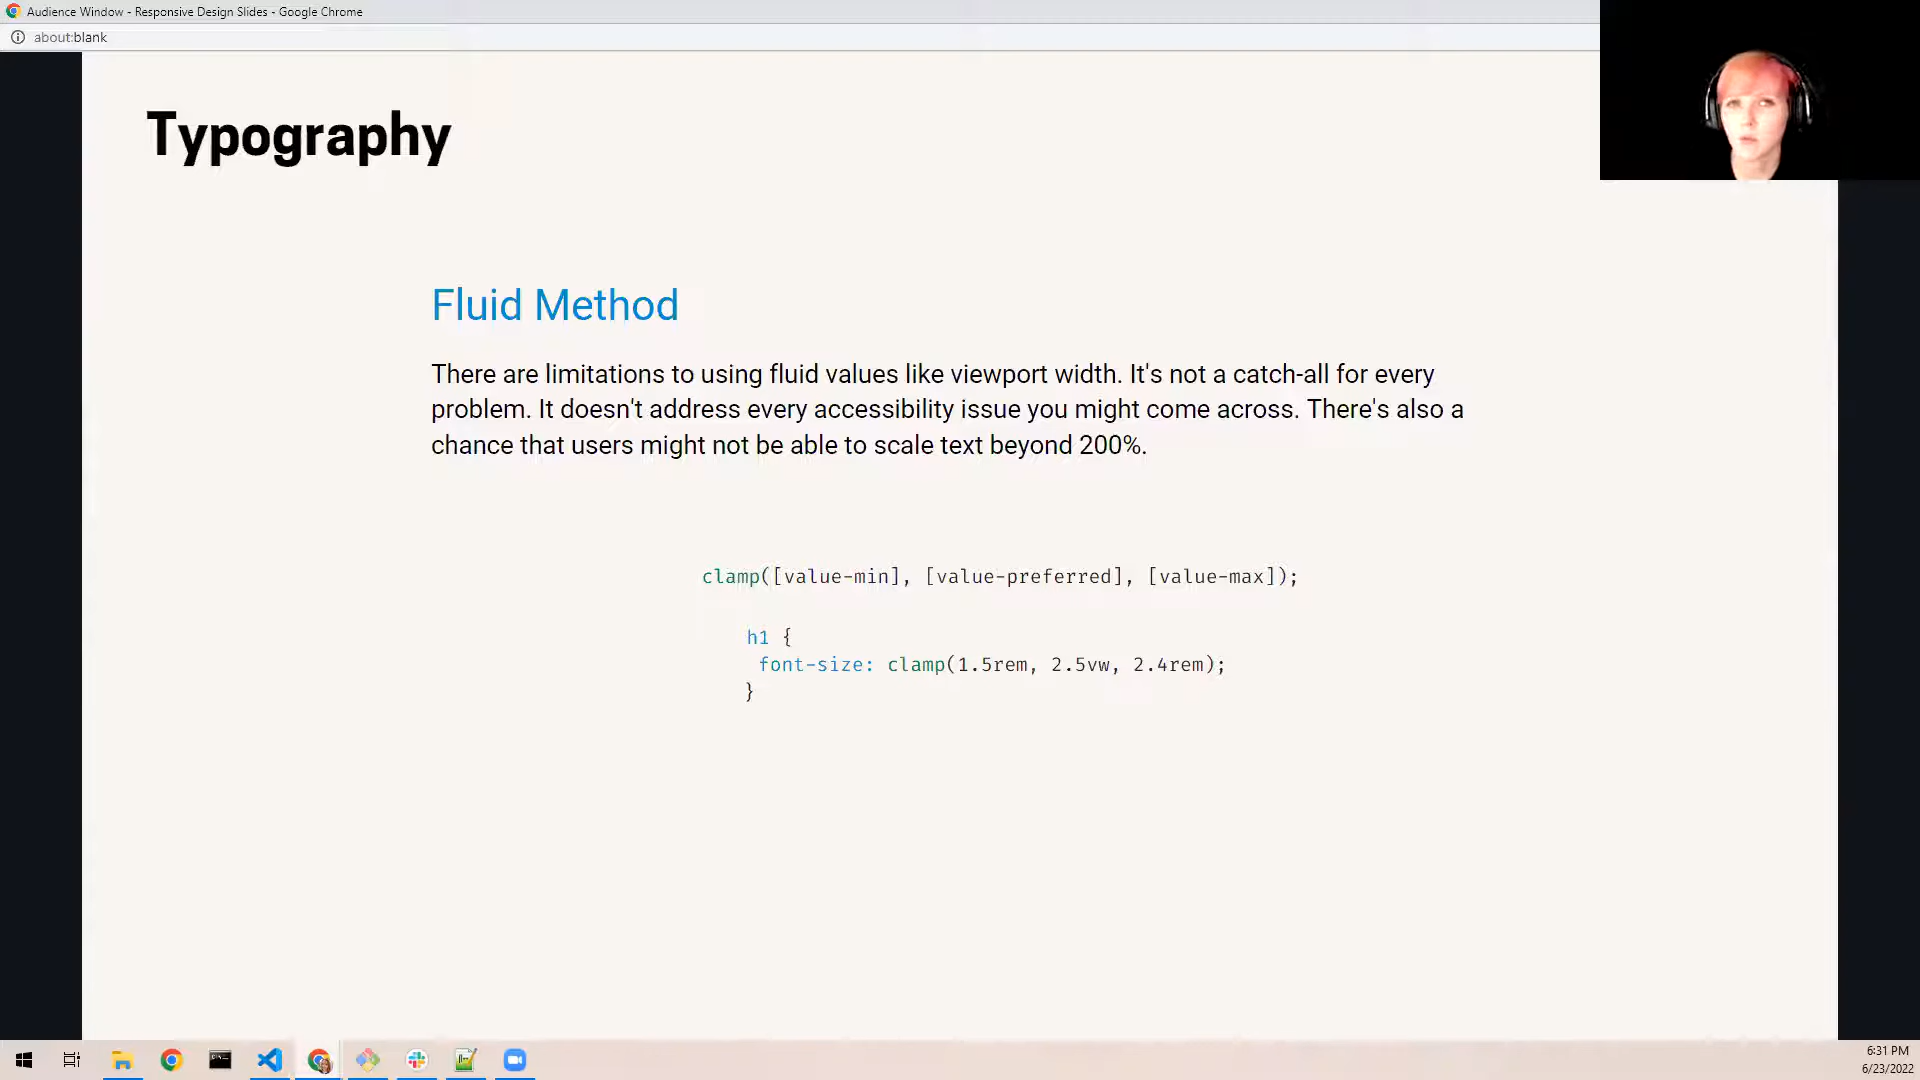 Audience Window - Responsive Design Slides - Google Chrome
about:blank
Typography
Fluid Method
There are limitations to using fluid values like viewport width. It's not a catch-all for every
problem. It doesn't address every accessibility issue you might come across. There's also a
chance that users might not be able to scale text beyond 200%.
clamp([value-min], [value-preferred], [value-max]);
h1 {
font-size: clamp(1.5rem, 2.5vw, 2.4rem);
}
6:31 PM
6/23/2022